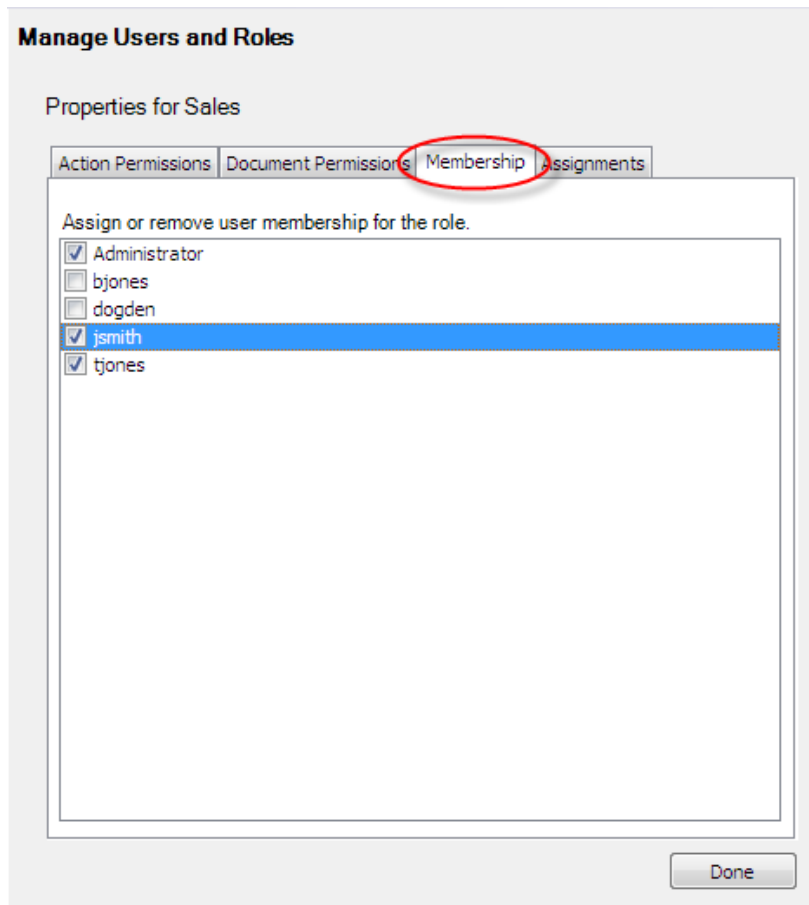 Manage Users and Roles
Properties for Sales
Action Permissions Document Permissions Membership Assignments
Assign or remove user membership for the role.
Administrator
bjones
dogden
jsmith
tjones
Done